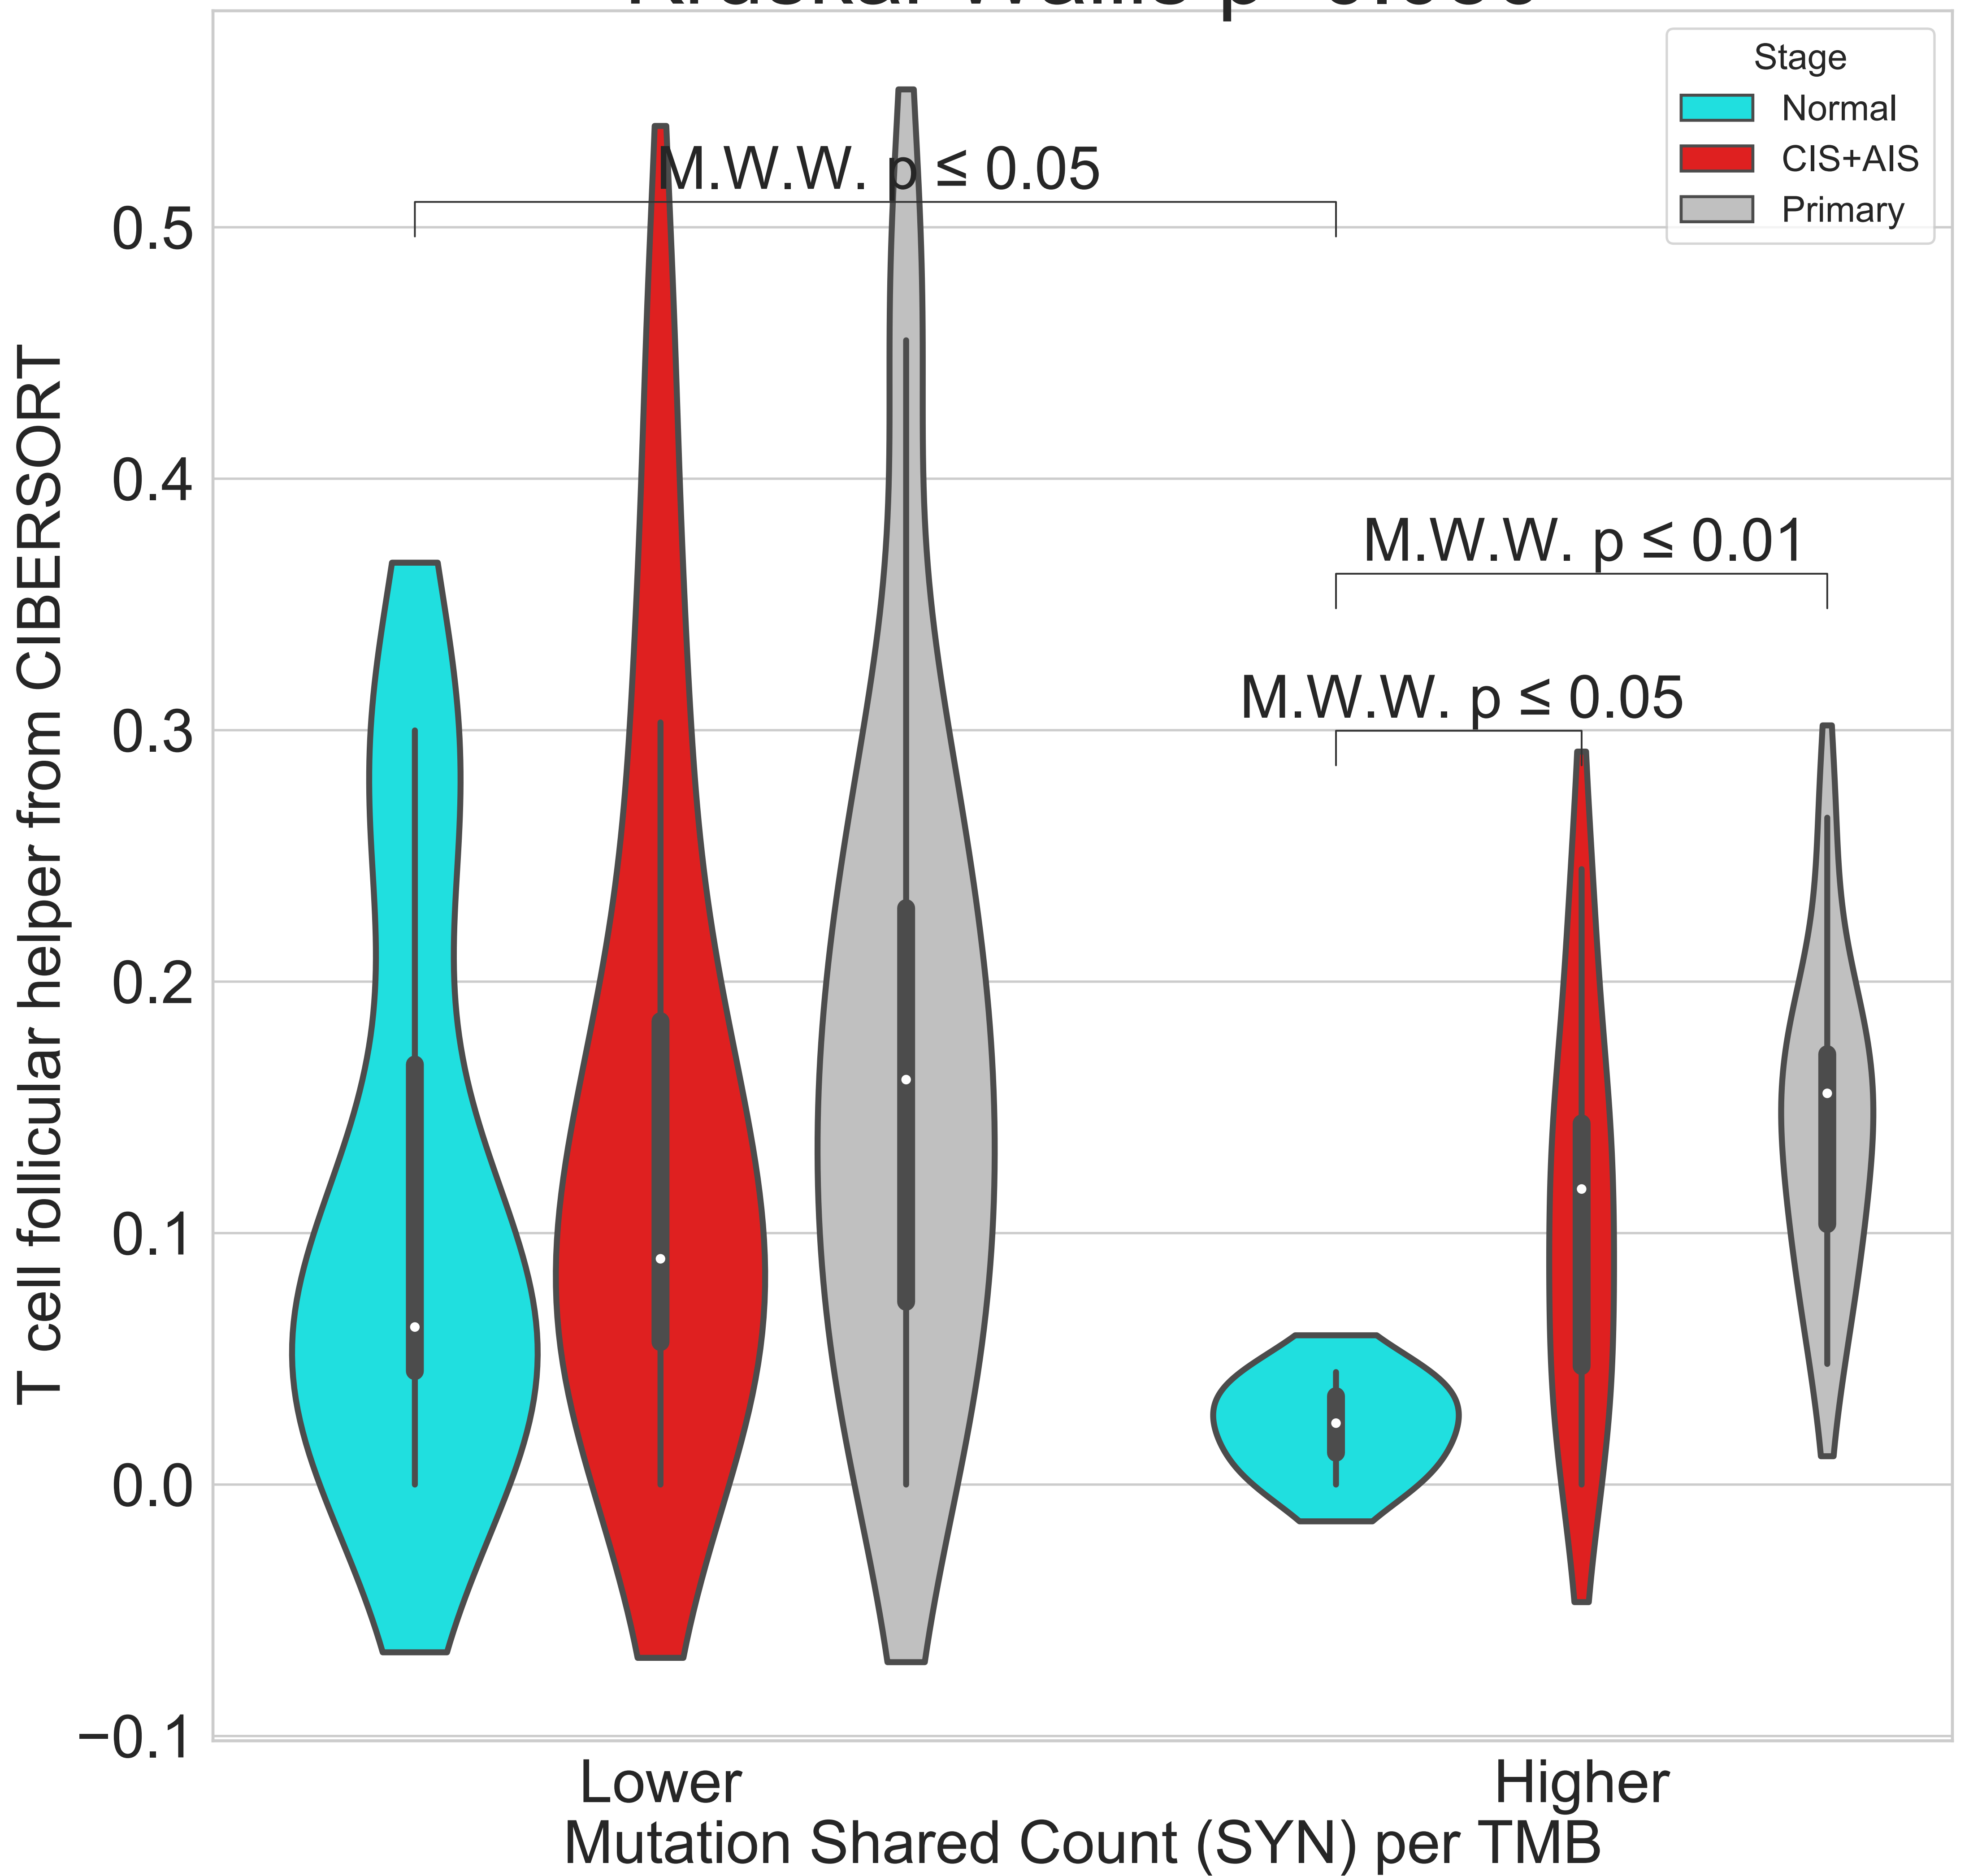 Stage
Normal
CIS+AIS
Primary
M.W.W. p ≤ 0.05
M.W.W. p ≤ 0.01
M.W.W. p ≤ 0.05
T cell follicular helper from CIBERSORT
0.5
0.4
0.3
0.2
0.1
0.0
−0.1
Lower
Higher
Mutation Shared Count (SYN) per TMB